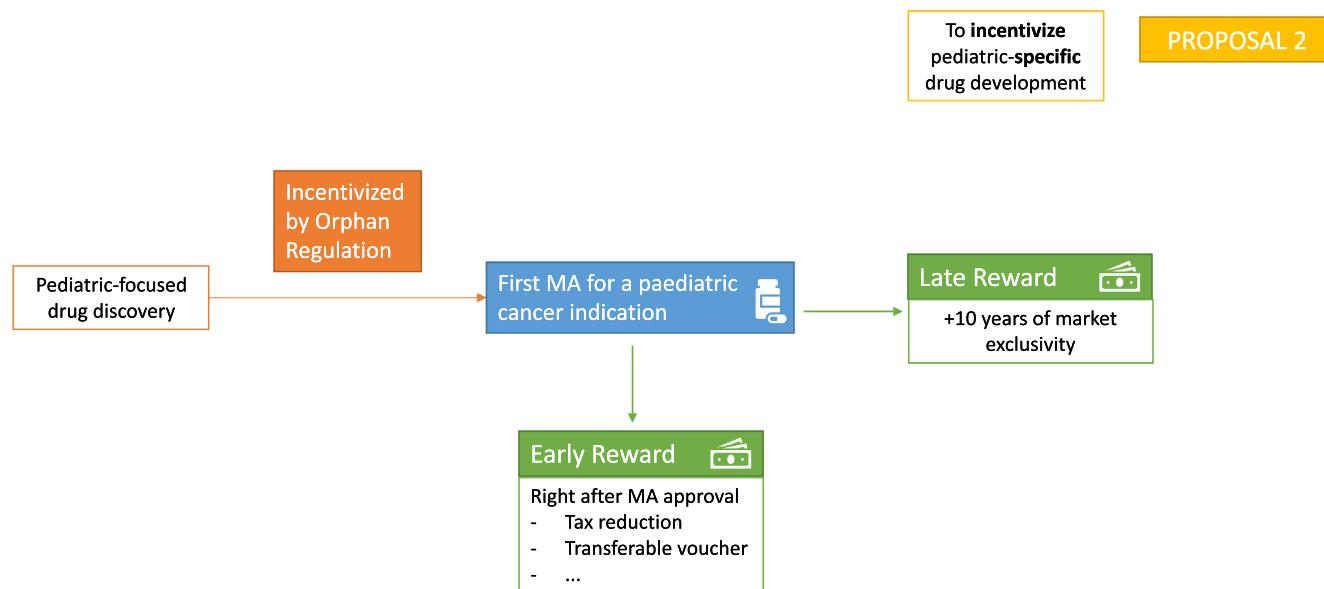 To incentivize
pediatric-specific
drug development
PROPOSAL 2
Incentivized
by Orphan
Regulation
Pediatric-focused
drug discovery
First MA for a paediatric
cancer indication
Late Reward
+10 years of market
exclusivity
Early Reward
Right after MA approval
- Tax reduction
- Transferable voucher
- ...